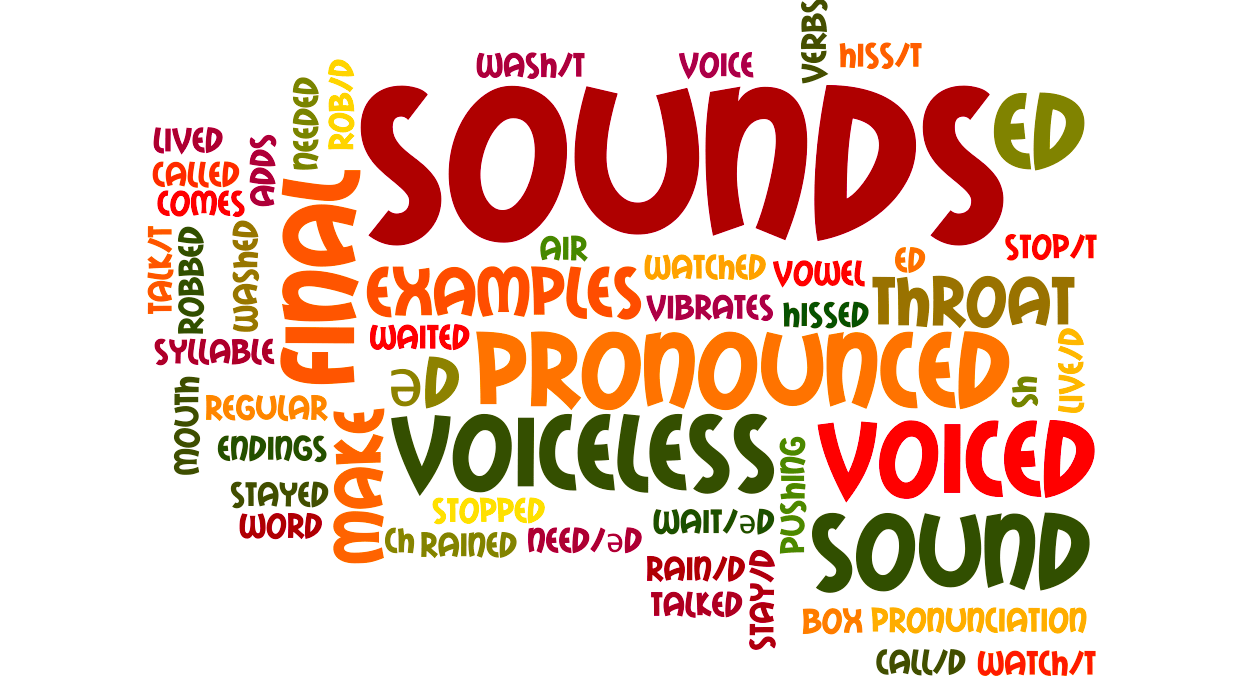 VERBS
hISS/T
WASh/T
VOICE
SOUNDS
ED
NEEDED
ROB/D
LIVED
ADDS
CALLED
COMES
FINAL
TALK/T
ROBBED
WASHED
AIR
STOP/T
EXAMPLES
WATCHED
VOWEL
ED
VIBRATES
hISSED
ThROAT
WAITED
SYLLABLE
PRONOUNCED
LIVE/D
əD
Sh
MOUTH
REGULAR
MAKE
VOICELESS
VOICED
ENDINGS
PUShING
STAYED
STOPPED
WORD
WAIT/əD
SOUND
Ch
RAINED
NEED/əD
RAIN/D
STAY/D
TALKED
BOX
PRONUNCIATION
CALL/D
WATCh/T